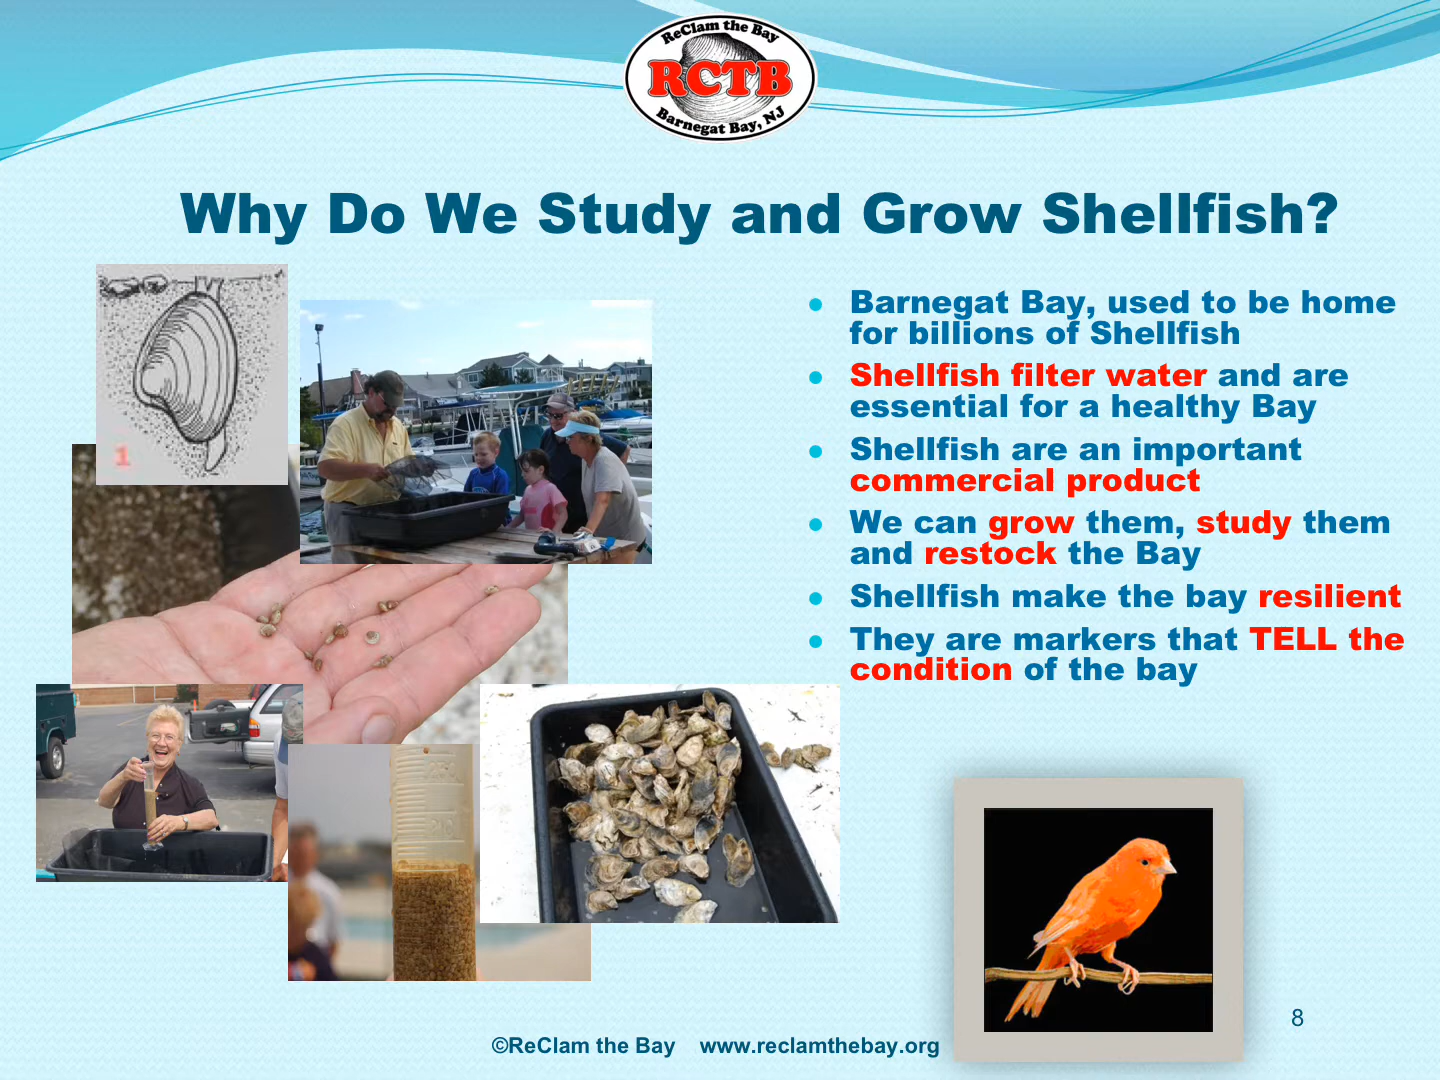 ReClam the Bay
RCTB
Barnegat Bay, NJ
Why Do We Study and Grow Shellfish?
1
● Barnegat Bay, used to be home
for billions of Shellfish
● Shellfish filter water and are
essential for a healthy Bay
● Shellfish are an important
commercial product
● We can grow them, study them
and restock the Bay
● Shellfish make the bay resilient
● They are markers that TELL the
condition of the bay
8
©ReClam the Bay www.reclamthebay.org